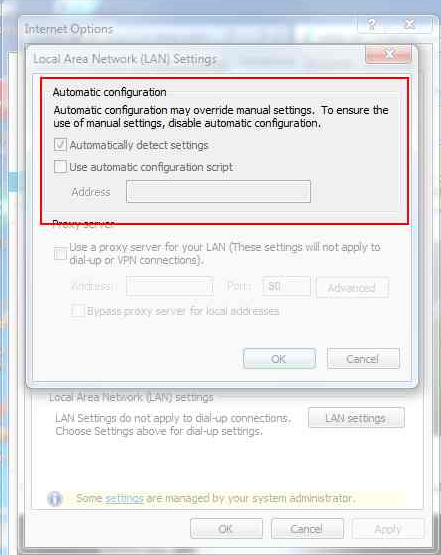 Internet Options
Local Area Network (LAN) Settings
Automatic configuration
Automatic configuration may override manual settings. To ensure the
use of manual settings, disable automatic configuration.
Automatically detect settings
Use automatic configuration script
Address
Proxy server
Use a proxy server for your LAN (These settings will not apply to
dial-up or VPN connections).
Address: Port: 80 Advanced
Bypass proxy server for local addresses
OK Cancel
Local Area Network (LAN) settings
LAN Settings do not apply to dial-up connections. LAN settings
Choose Settings above for dial-up settings.
Some settings are managed by your system administrator.
OK Cancel Apply